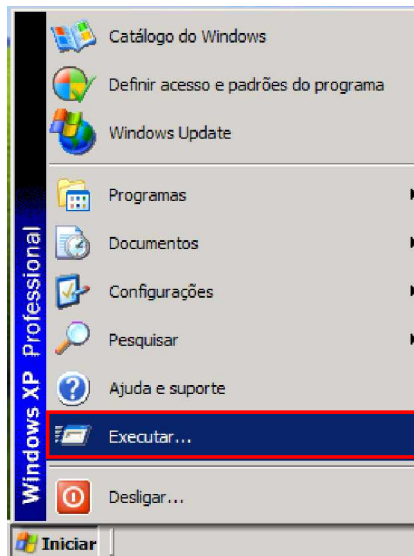 Catálogo do Windows
Definir acesso e padrões do programa
Windows Update
Programas
Documentos
Configurações
Pesquisar
Ajuda e suporte
Executar...
Desligar...
Windows XP Professional
Iniciar